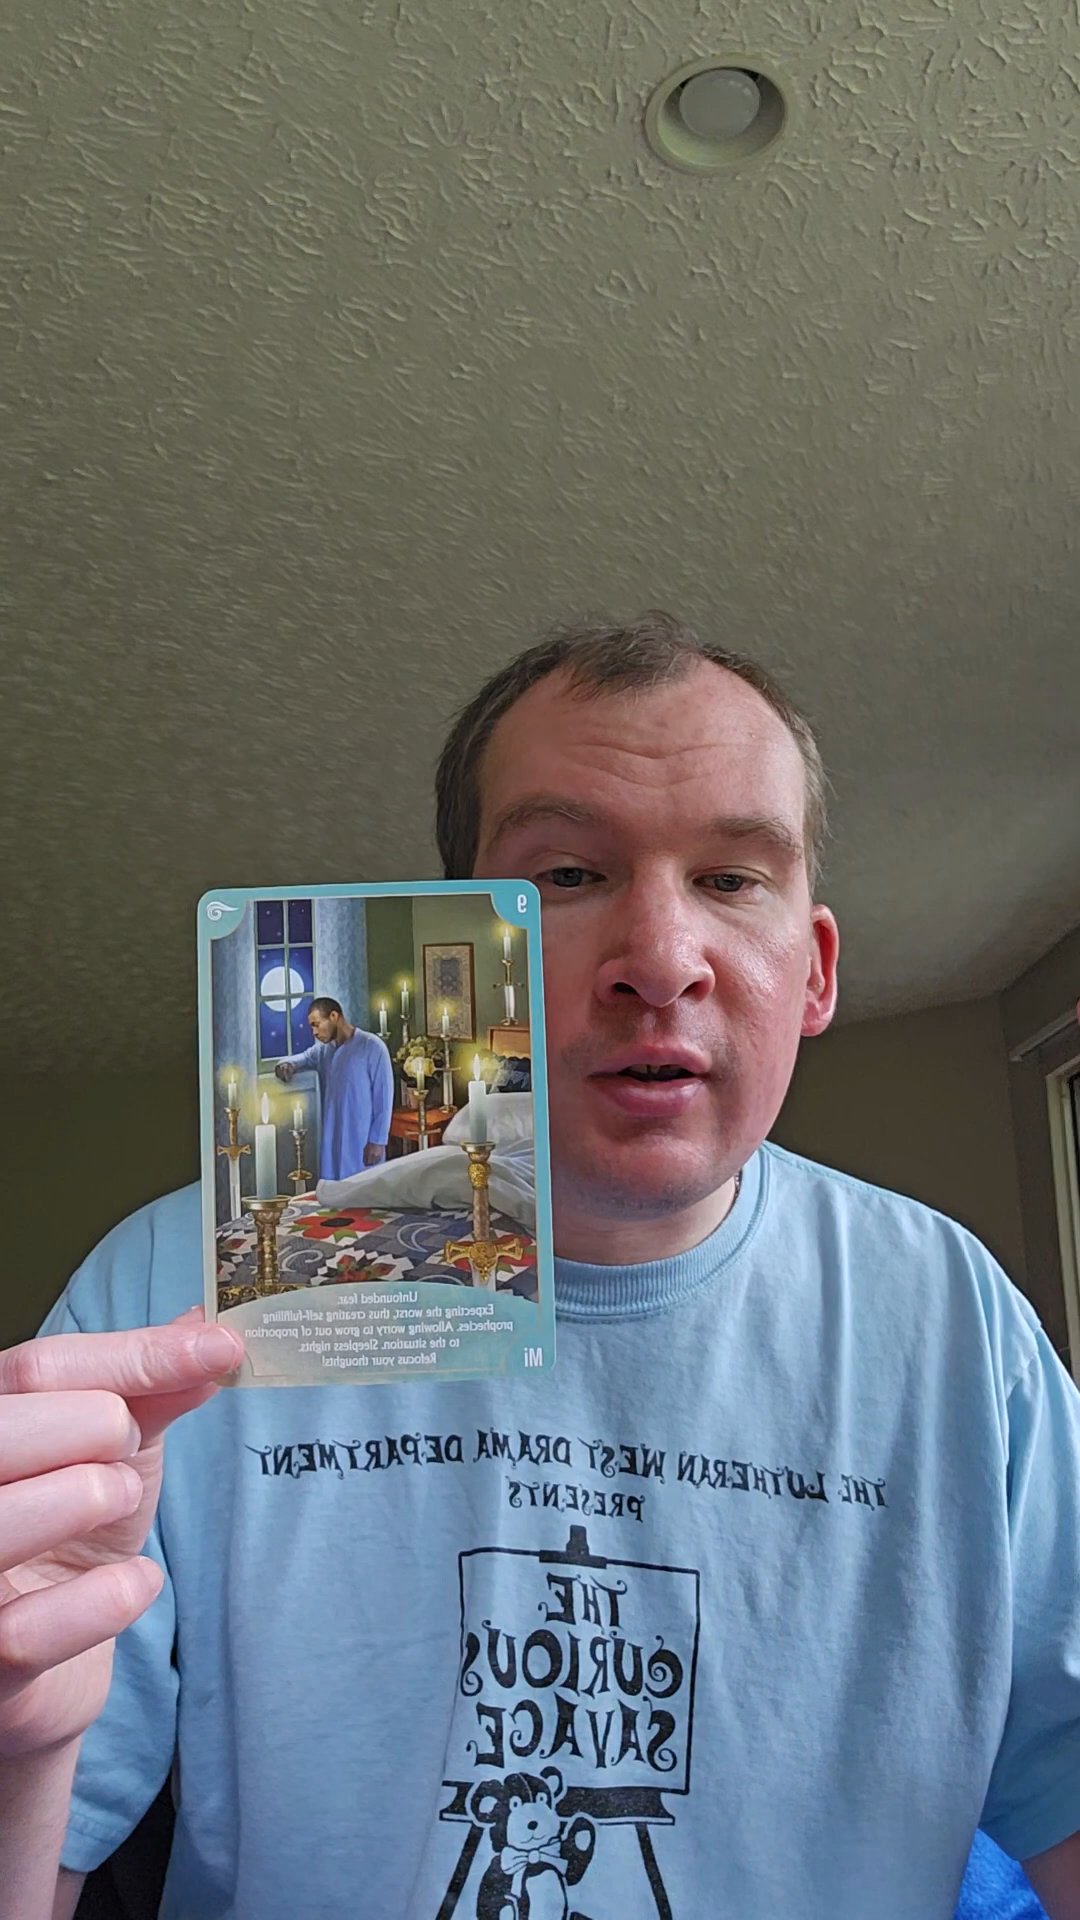 9
Unfounded fear.
Expecting the worst, thus creating self-fulfilling
prophecies. Allowing worry to grow out of proportion
to the situation. Sleepless nights.
Refocus your thoughts!
Mi
THE LUTHERAN WEST DRAMA DEPARTMENT
PRESENTS
THE
CURIOUS
SAVAGE